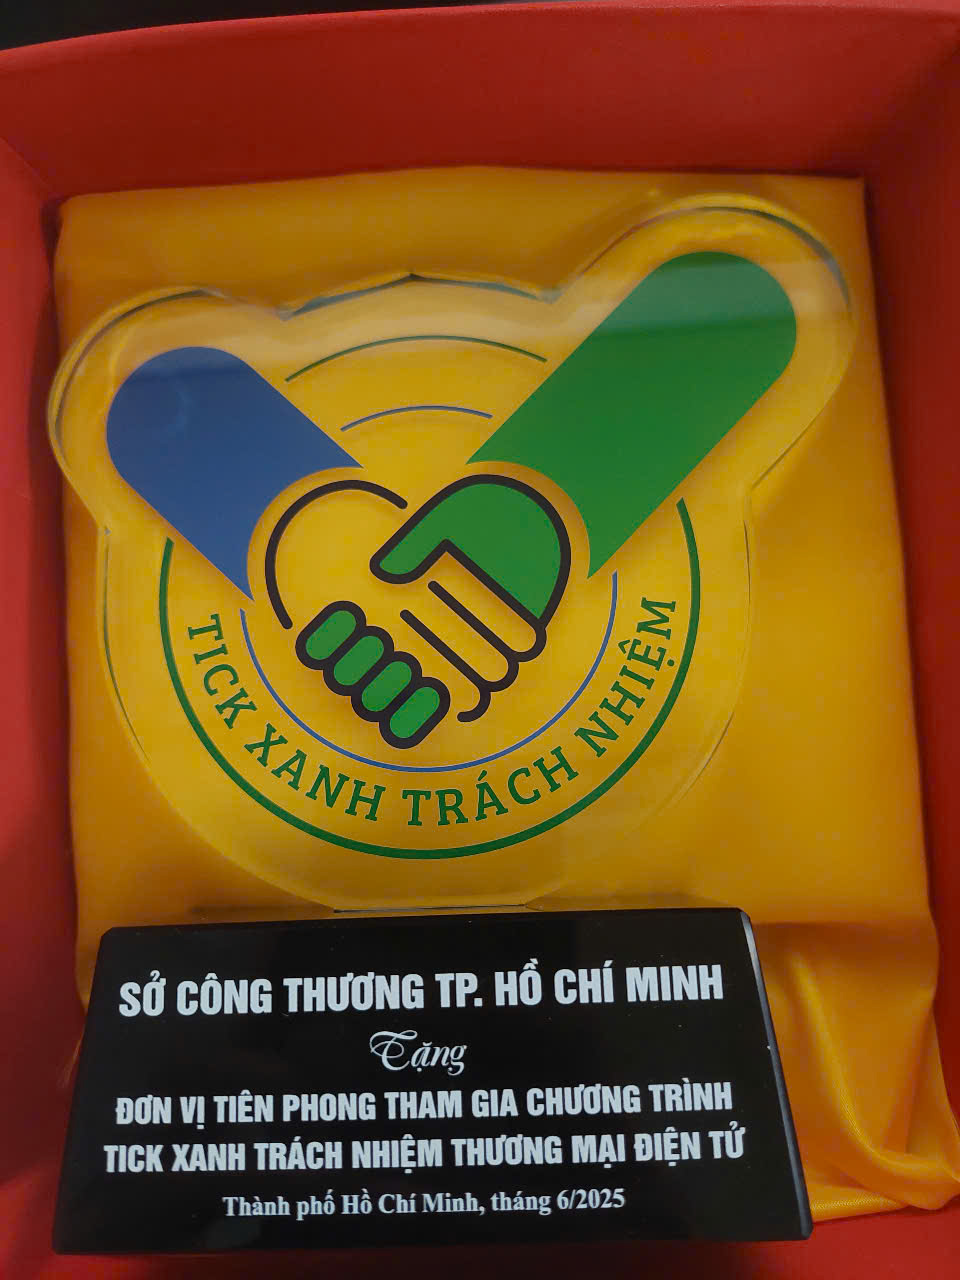 TICK XANH TRÁCH NHIỆM
SỞ CÔNG THƯƠNG TP. HỒ CHÍ MINH
Tặng
ĐƠN VỊ TIÊN PHONG THAM GIA CHƯƠNG TRÌNH
TICK XANH TRÁCH NHIỆM THƯƠNG MẠI ĐIỆN TỬ
Thành phố Hồ Chí Minh, tháng 6/2025